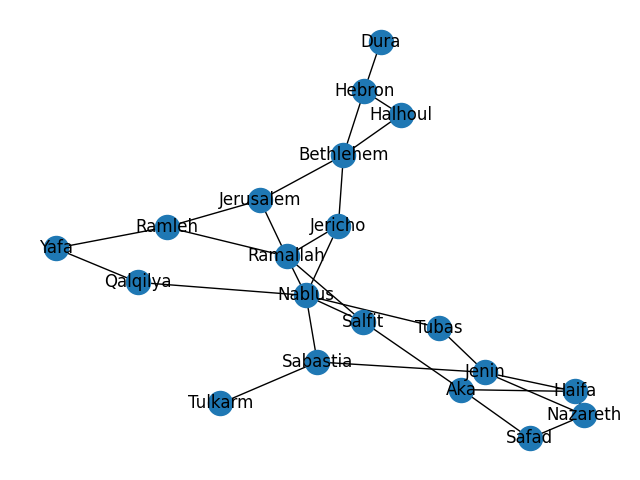 Dura
Hebron
Halhoul
Bethlehem
Jerusalem
Ramleh
Jericho
Yafa
Ramallah
Qalqilya
Nablus
Salfit
Tubas
Sabastia
Jenin
Aka
Haifa
Tulkarm
Nazareth
Safad